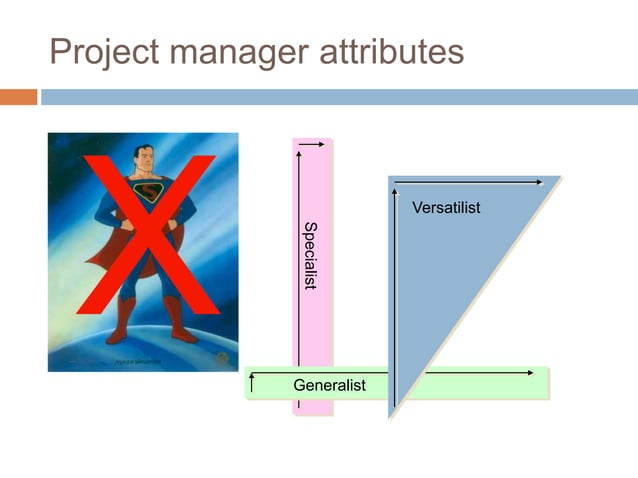 Project manager attributes
X
S
Specialist
Versatilist
Generalist